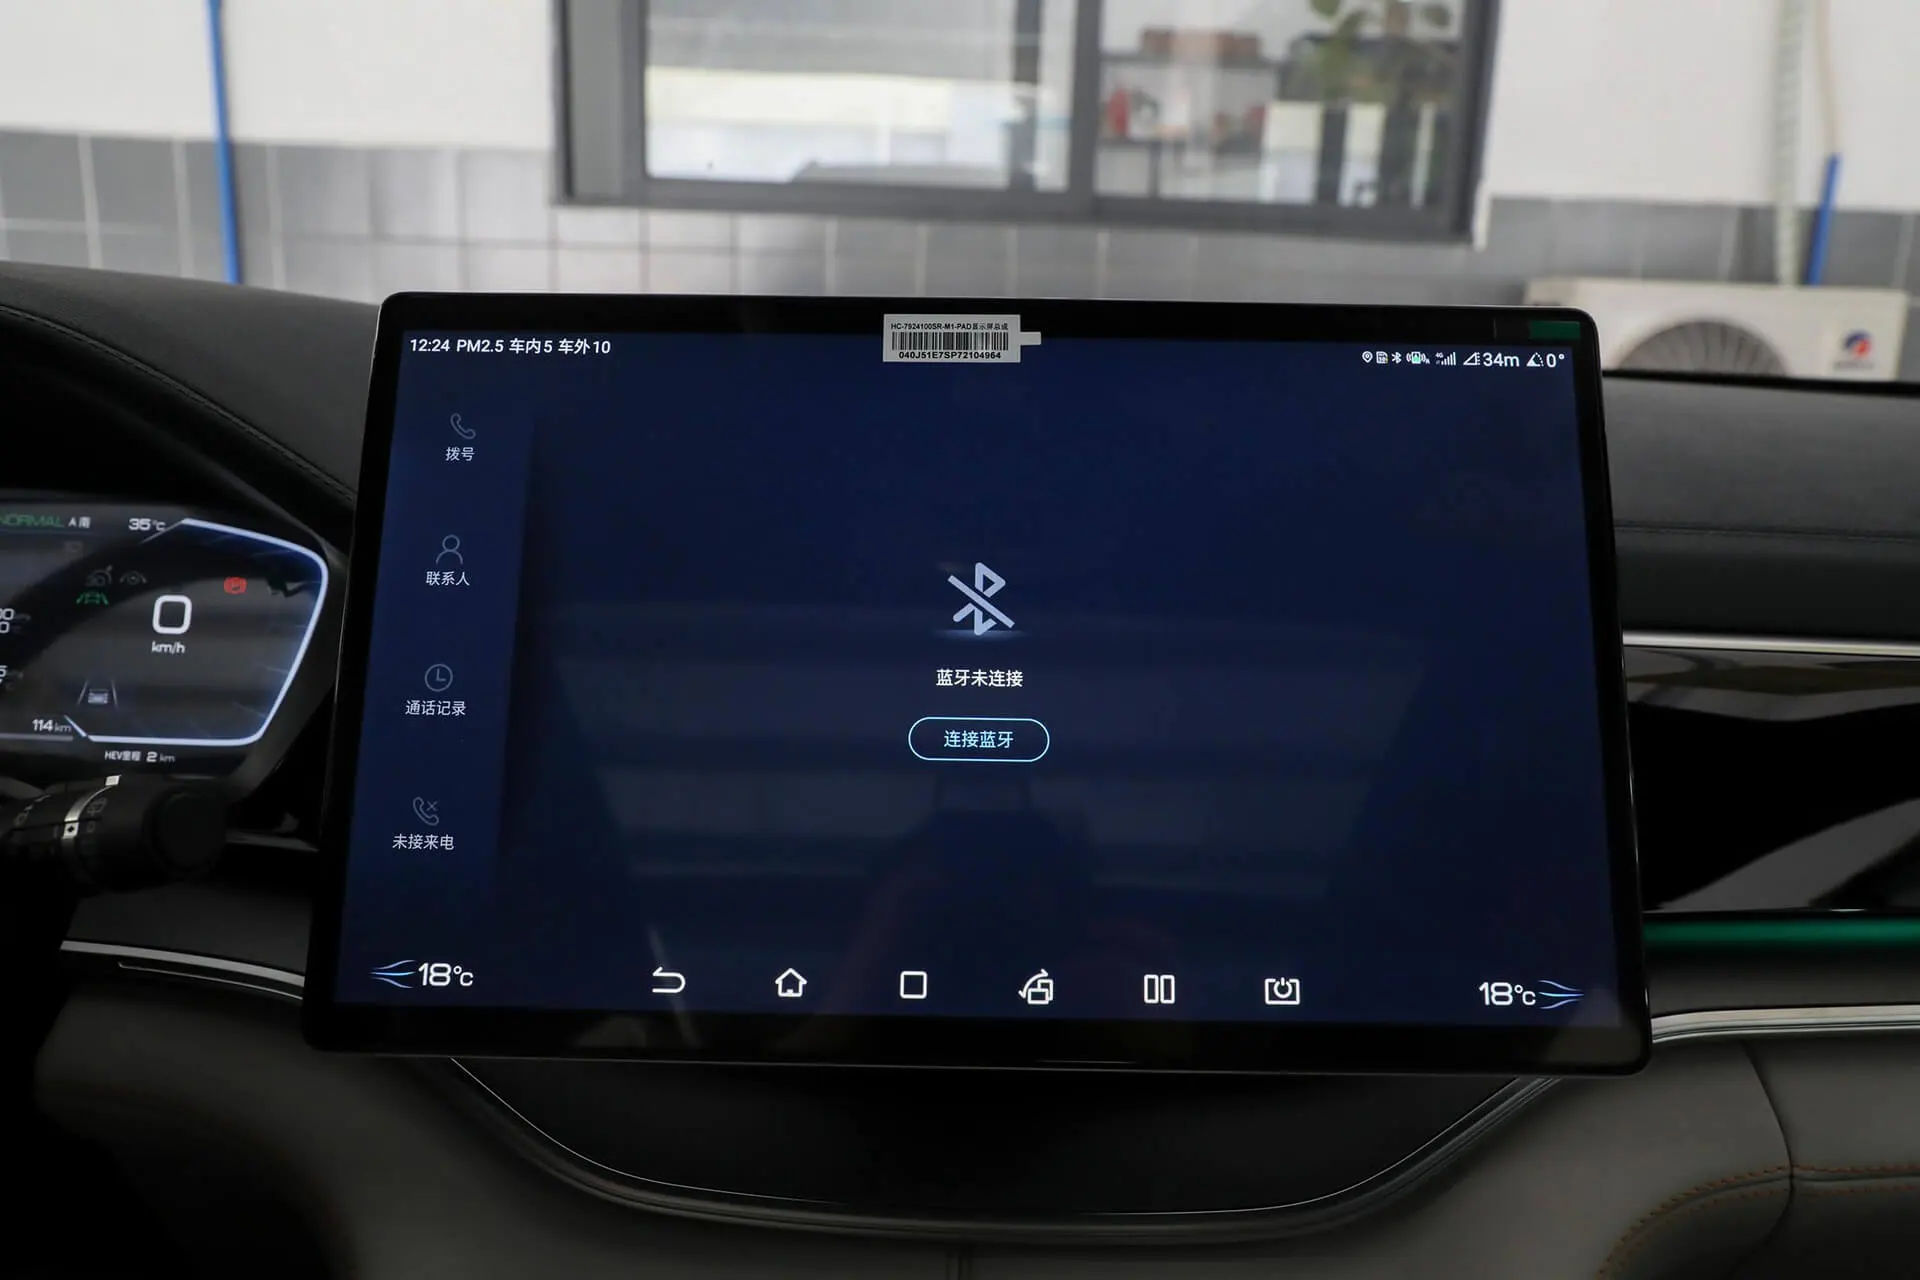 HC-7924100SR-M1-PAD显示屏总成
040J51E7SP72104964
12:24 PM2.5 车内5 车外10
4G
34m
0°
拨号
联系人
通话记录
未接来电
蓝牙未连接
连接蓝牙
18℃
18℃
NORMAL A 南 35℃
0
km/h
114 km
HEV里程 2 km